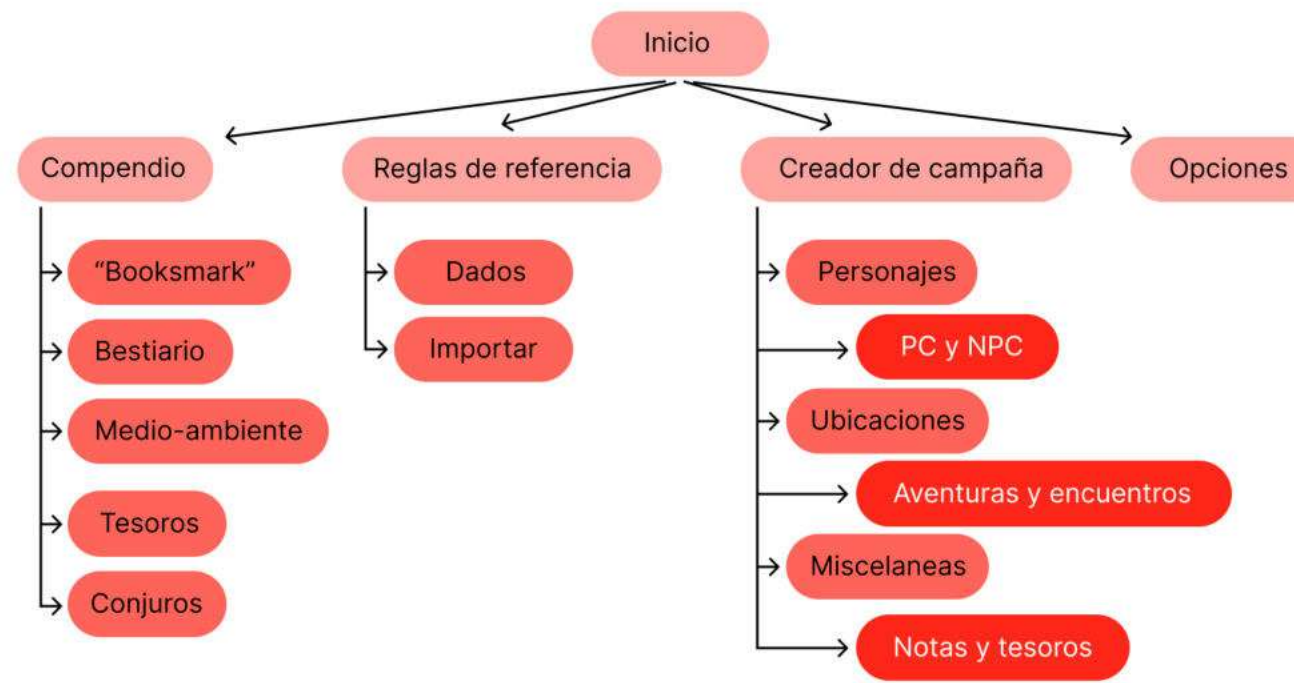 Inicio
Compendio
Reglas de referencia
Creador de campaña
Opciones
“Booksmark”
Bestiario
Medio-ambiente
Tesoros
Conjuros
Dados
Importar
Personajes
PC y NPC
Ubicaciones
Aventuras y encuentros
Miscelaneas
Notas y tesoros